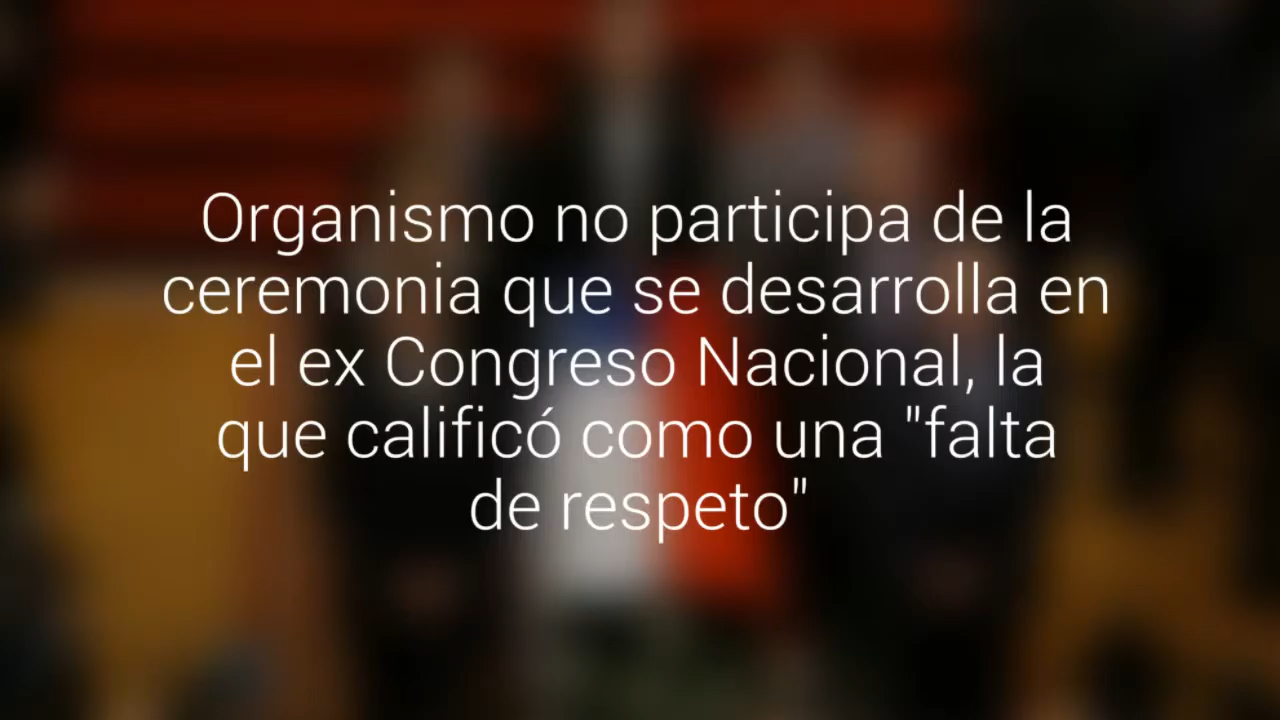 Organismo no participa de la
ceremonia que se desarrolla en
el ex Congreso Nacional, la
que calificó como una "falta
de respeto"